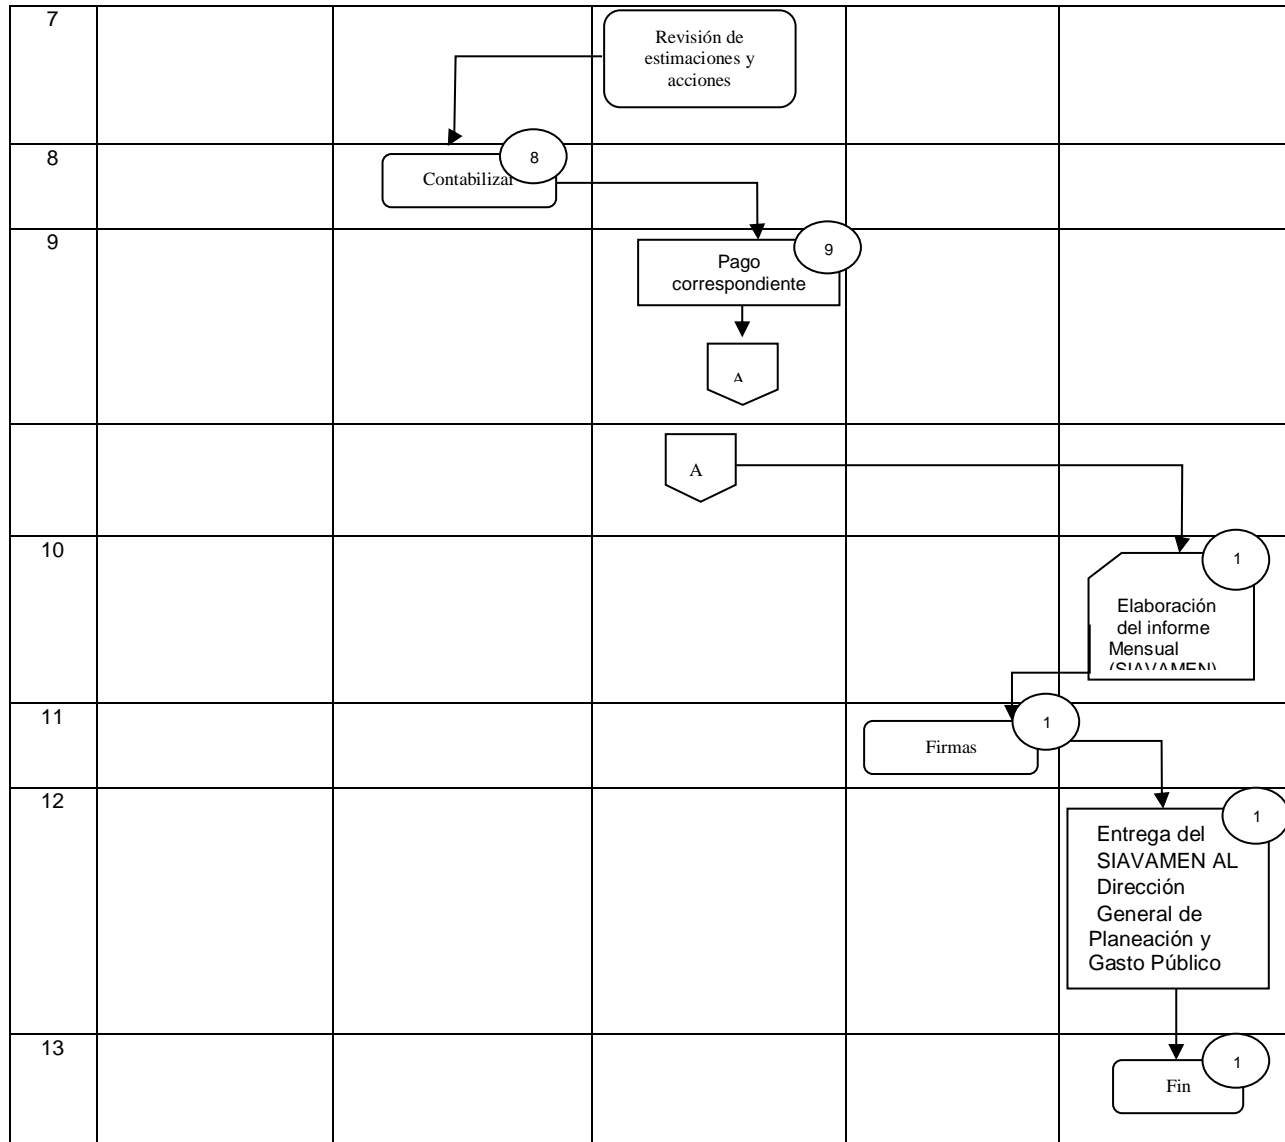 7
Revisión de
estimaciones y
acciones
8
8
Contabilizar
9
9
Pago
correspondiente
A
A
10
1
Elaboración
del informe
Mensual
(SIAVAMEN)
11
1
Firmas
12
1
Entrega del
SIAVAMEN AL
Dirección
General de
Planeación y
Gasto Público
13
1
Fin